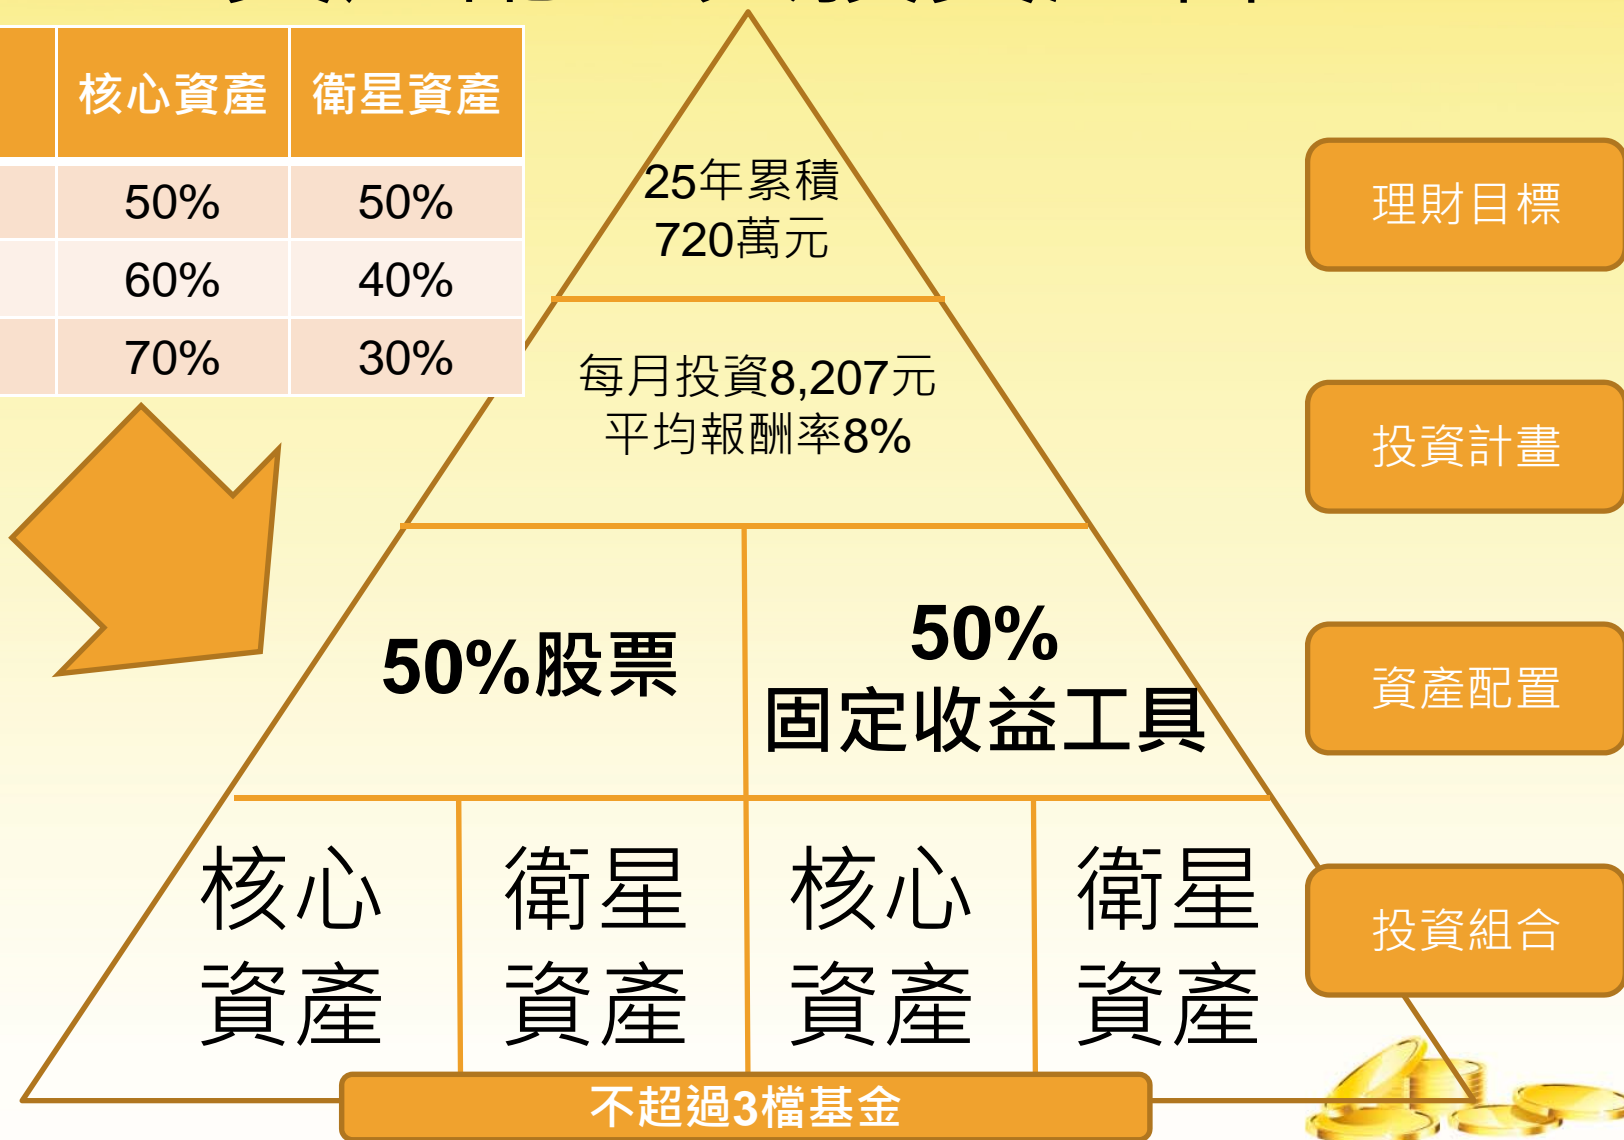 核心資產 衛星資產
50% 50%
60% 40%
70% 30%
25年累積
720萬元
理財目標
每月投資8,207元
平均報酬率8%
投資計畫
50%股票
50%
固定收益工具
資產配置
核心
資產
衛星
資產
核心
資產
衛星
資產
投資組合
不超過3檔基金